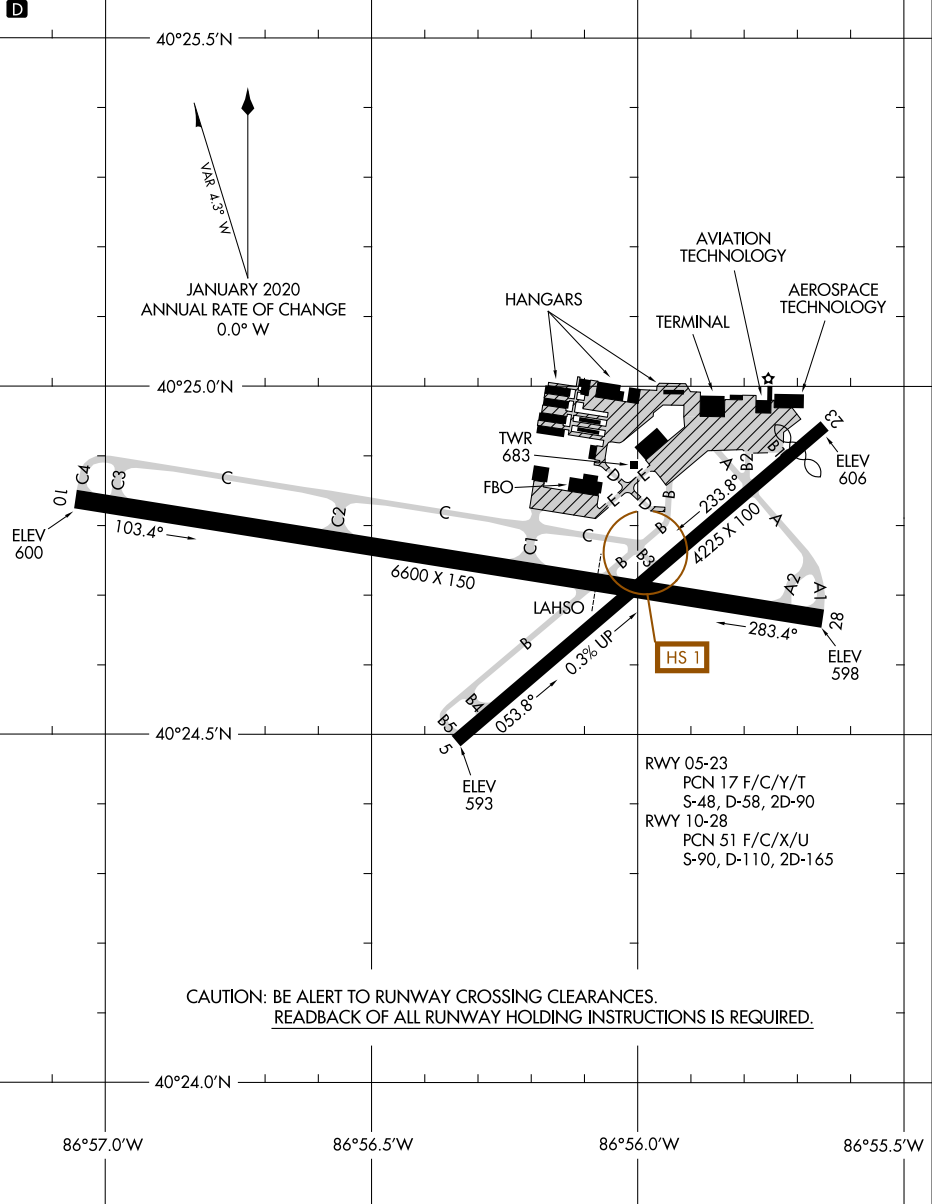 D
40°25.5'N
VAR 4.3° W
JANUARY 2020
ANNUAL RATE OF CHANGE
0.0° W
AVIATION
TECHNOLOGY
AEROSPACE
TECHNOLOGY
HANGARS
TERMINAL
40°25.0'N
23
TWR
683
ELEV
606
FBO
D
E
E
D
B
A
B2
B1
233.8°
4225 X 100
A
C4
C3
C
10
ELEV
600
103.4°
C2
C
C1
C
B
B
B3
6600 X 150
A2
A1
LAHSO
28
283.4°
ELEV
598
B
0.3% UP
HS 1
053.8°
B4
B5
5
40°24.5'N
ELEV
593
RWY 05-23
PCN 17 F/C/Y/T
S-48, D-58, 2D-90
RWY 10-28
PCN 51 F/C/X/U
S-90, D-110, 2D-165
CAUTION: BE ALERT TO RUNWAY CROSSING CLEARANCES.
READBACK OF ALL RUNWAY HOLDING INSTRUCTIONS IS REQUIRED.
40°24.0'N
86°57.0'W
86°56.5'W
86°56.0'W
86°55.5'W